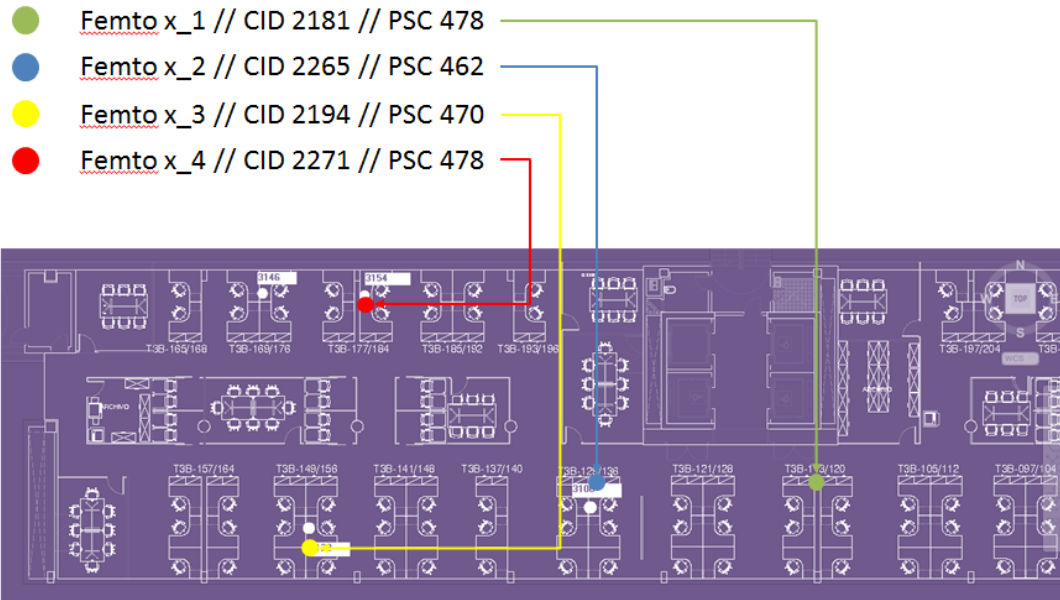 Femto x_1 // CID 2181 // PSC 478
Femto x_2 // CID 2265 // PSC 462
Femto x_3 // CID 2194 // PSC 470
Femto x_4 // CID 2271 // PSC 478
3146
3154
N
W
TOP
S
WCS
T3B-165/168
T3B-169/176
T3B-177/184
T3B-185/192
T3B-193/196
T3B-197/204
ARCHIVO
ARCHIVO
T3B-157/164
T3B-149/156
T3B-141/148
T3B-137/140
T3B-121/128
T3B-105/112
T3B-097/104